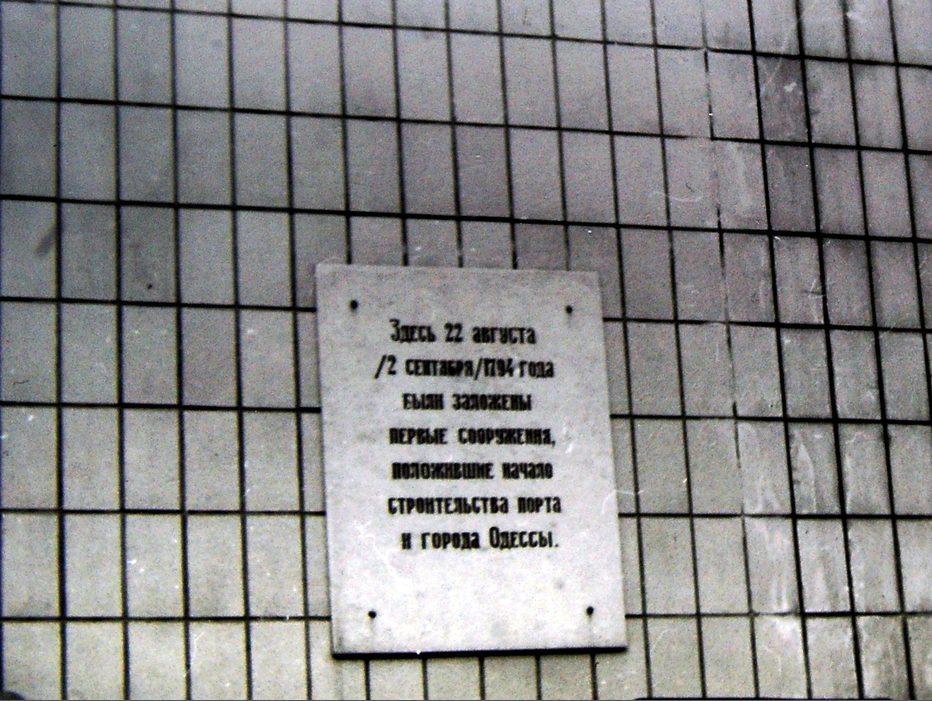 Здесь 22 августа
/2 сентября/1794 года
были заложены
первые сооружения,
положившие начало
строительства порта
и города Одессы.